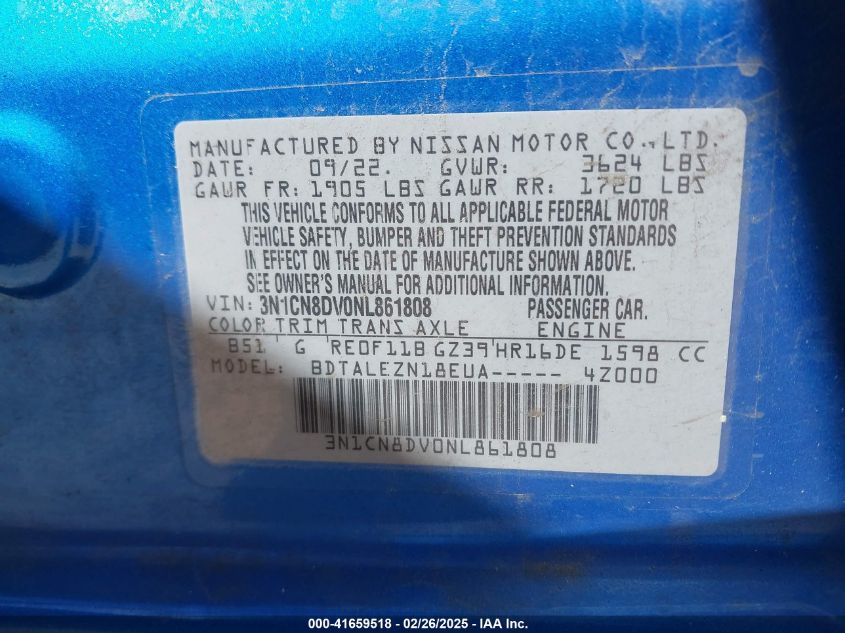 MANUFACTURED BY NISSAN MOTOR CO., LTD.
DATE: 09/22. GVWR: 3624 LBS
GAWR FR: 1905 LBS GAWR RR: 1720 LBS
THIS VEHICLE CONFORMS TO ALL APPLICABLE FEDERAL MOTOR
VEHICLE SAFETY, BUMPER AND THEFT PREVENTION STANDARDS
IN EFFECT ON THE DATE OF MANUFACTURE SHOWN ABOVE.
SEE OWNER'S MANUAL FOR ADDITIONAL INFORMATION.
VIN: 3N1CN8DV0NL861808 PASSENGER CAR.
COLOR TRIM TRANS AXLE ENGINE
B51 G RE0F11B GZ39 HR16DE 1598 CC
MODEL: BDTALEZN18EUA----- 4Z000
3N1CN8DV0NL861808
000-41659518 - 02/26/2025 - IAA Inc.